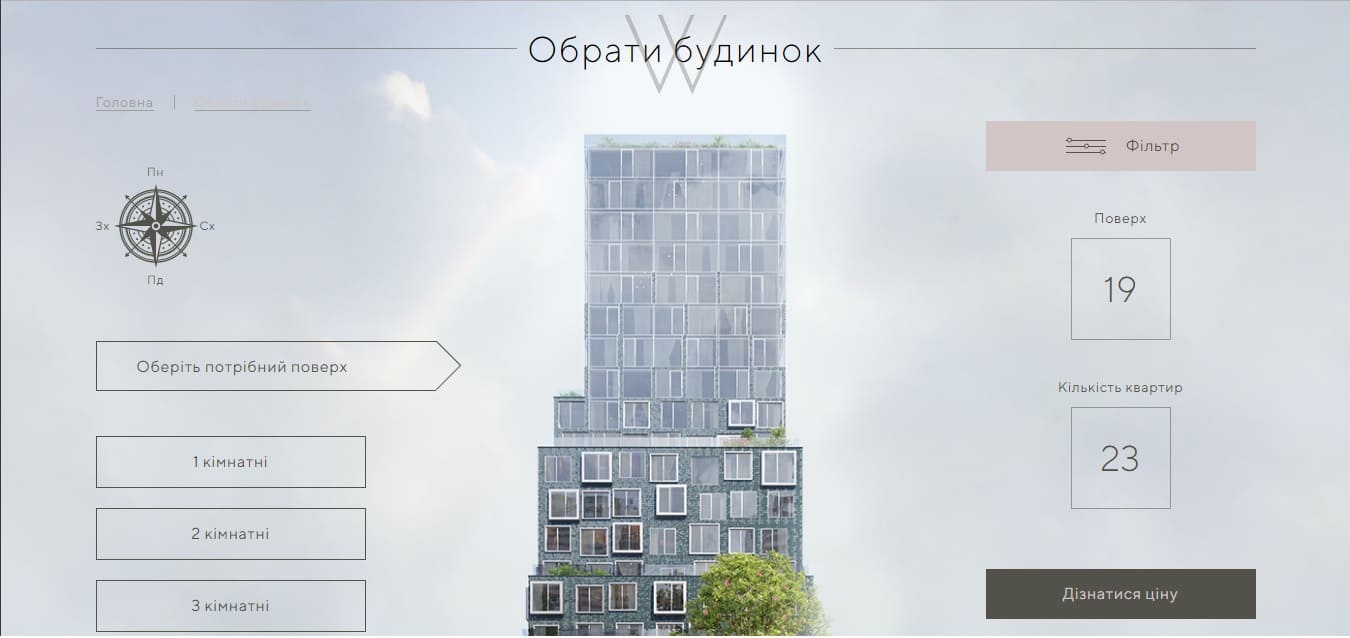 W
Обрати будинок
Головна
Пн
Зх
Сх
Пд
Оберіть потрібний поверх
1 кімнатні
2 кімнатні
3 кімнатні
Фільтр
Поверх
19
Кількість квартир
23
Дізнатися ціну